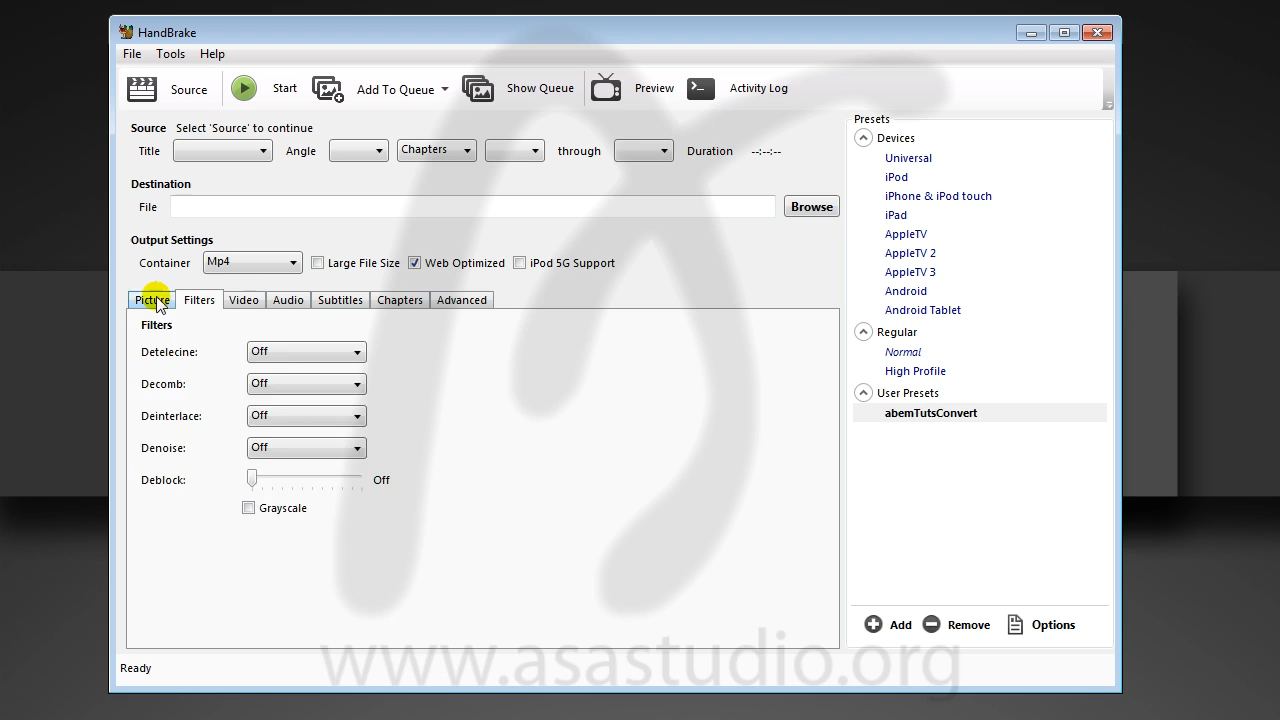 HandBrake
File Tools Help
Source Start Add To Queue Show Queue Preview Activity Log
Source Select 'Source' to continue
Title Angle Chapters through Duration --:--:--
Destination
File Browse
Output Settings
Container Mp4 Large File Size Web Optimized iPod 5G Support
Picture Filters Video Audio Subtitles Chapters Advanced
Filters
Detelecine: Off
Decomb: Off
Deinterlace: Off
Denoise: Off
Deblock: Off
Grayscale
Presets
Devices
Universal
iPod
iPhone & iPod touch
iPad
AppleTV
AppleTV 2
AppleTV 3
Android
Android Tablet
Regular
Normal
High Profile
User Presets
abemTutsConvert
Add Remove Options
Ready
www.asastudio.org